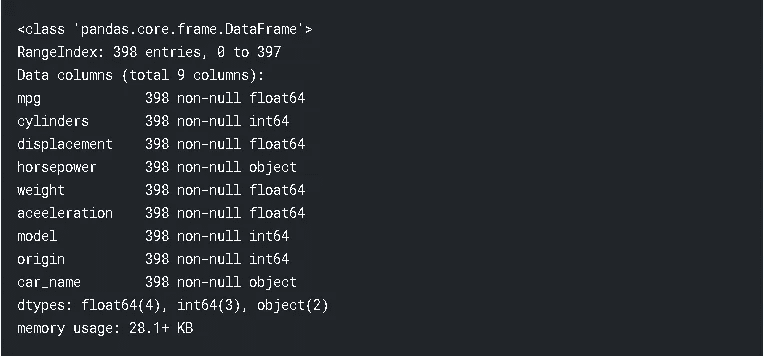 <class 'pandas.core.frame.DataFrame'>
RangeIndex: 398 entries, 0 to 397
Data columns (total 9 columns):
mpg             398 non-null float64
cylinders       398 non-null int64
displacement    398 non-null float64
horsepower      398 non-null object
weight          398 non-null float64
aceeleration    398 non-null float64
model           398 non-null int64
origin          398 non-null int64
car_name        398 non-null object
dtypes: float64(4), int64(3), object(2)
memory usage: 28.1+ KB